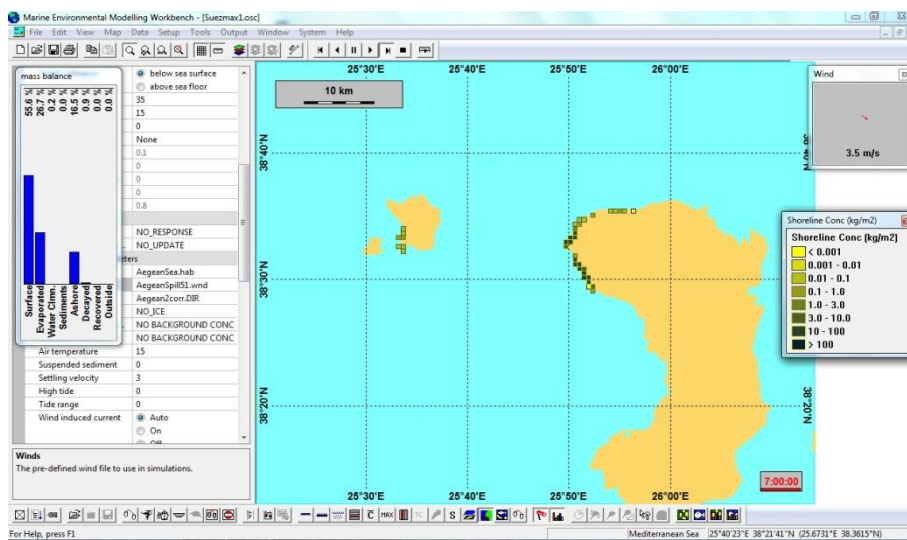 Marine Environmental Modelling Workbench - [Suezmax1.osc]
File Edit View Map Data Setup Tools Output Window System Help
mass balance
55.6 %
26.7 %
0.2 %
0.0 %
16.5 %
0.9 %
0.0 %
0.0 %
Surface
Evaporated
Water Clmn.
Sediments
Ashore
Decayed
Recovered
Outside
below sea surface
above sea floor
35
15
0
None
0.1
0
0
0
0.8
NO_RESPONSE
NO_UPDATE
ters
AegeanSea.hab
AegeanSpill51.wnd
Aegean2corr.DIR
NO_ICE
NO BACKGROUND CONC
NO BACKGROUND CONC
Air temperature 15
Suspended sediment 0
Settling velocity 3
High tide 0
Tide range 0
Wind induced current Auto
On
Off
Winds
The pre-defined wind file to use in simulations.
25°30'E 25°40'E 25°50'E 26°00'E
10 km
38°40'N 38°40'N
38°30'N
38°20'N 38°20'N
25°30'E 25°40'E 25°50'E 26°00'E
7:00:00
Wind
3.5 m/s
Shoreline Conc (kg/m2)
Shoreline Conc (kg/m2)
< 0.001
0.001 - 0.01
0.01 - 0.1
0.1 - 1.0
1.0 - 3.0
3.0 - 10.0
10 - 100
> 100
C MAX TC S
For Help, press F1
Mediterranean Sea 25°40'23"E 38°21'41"N (25.6731°E 38.3615°N)